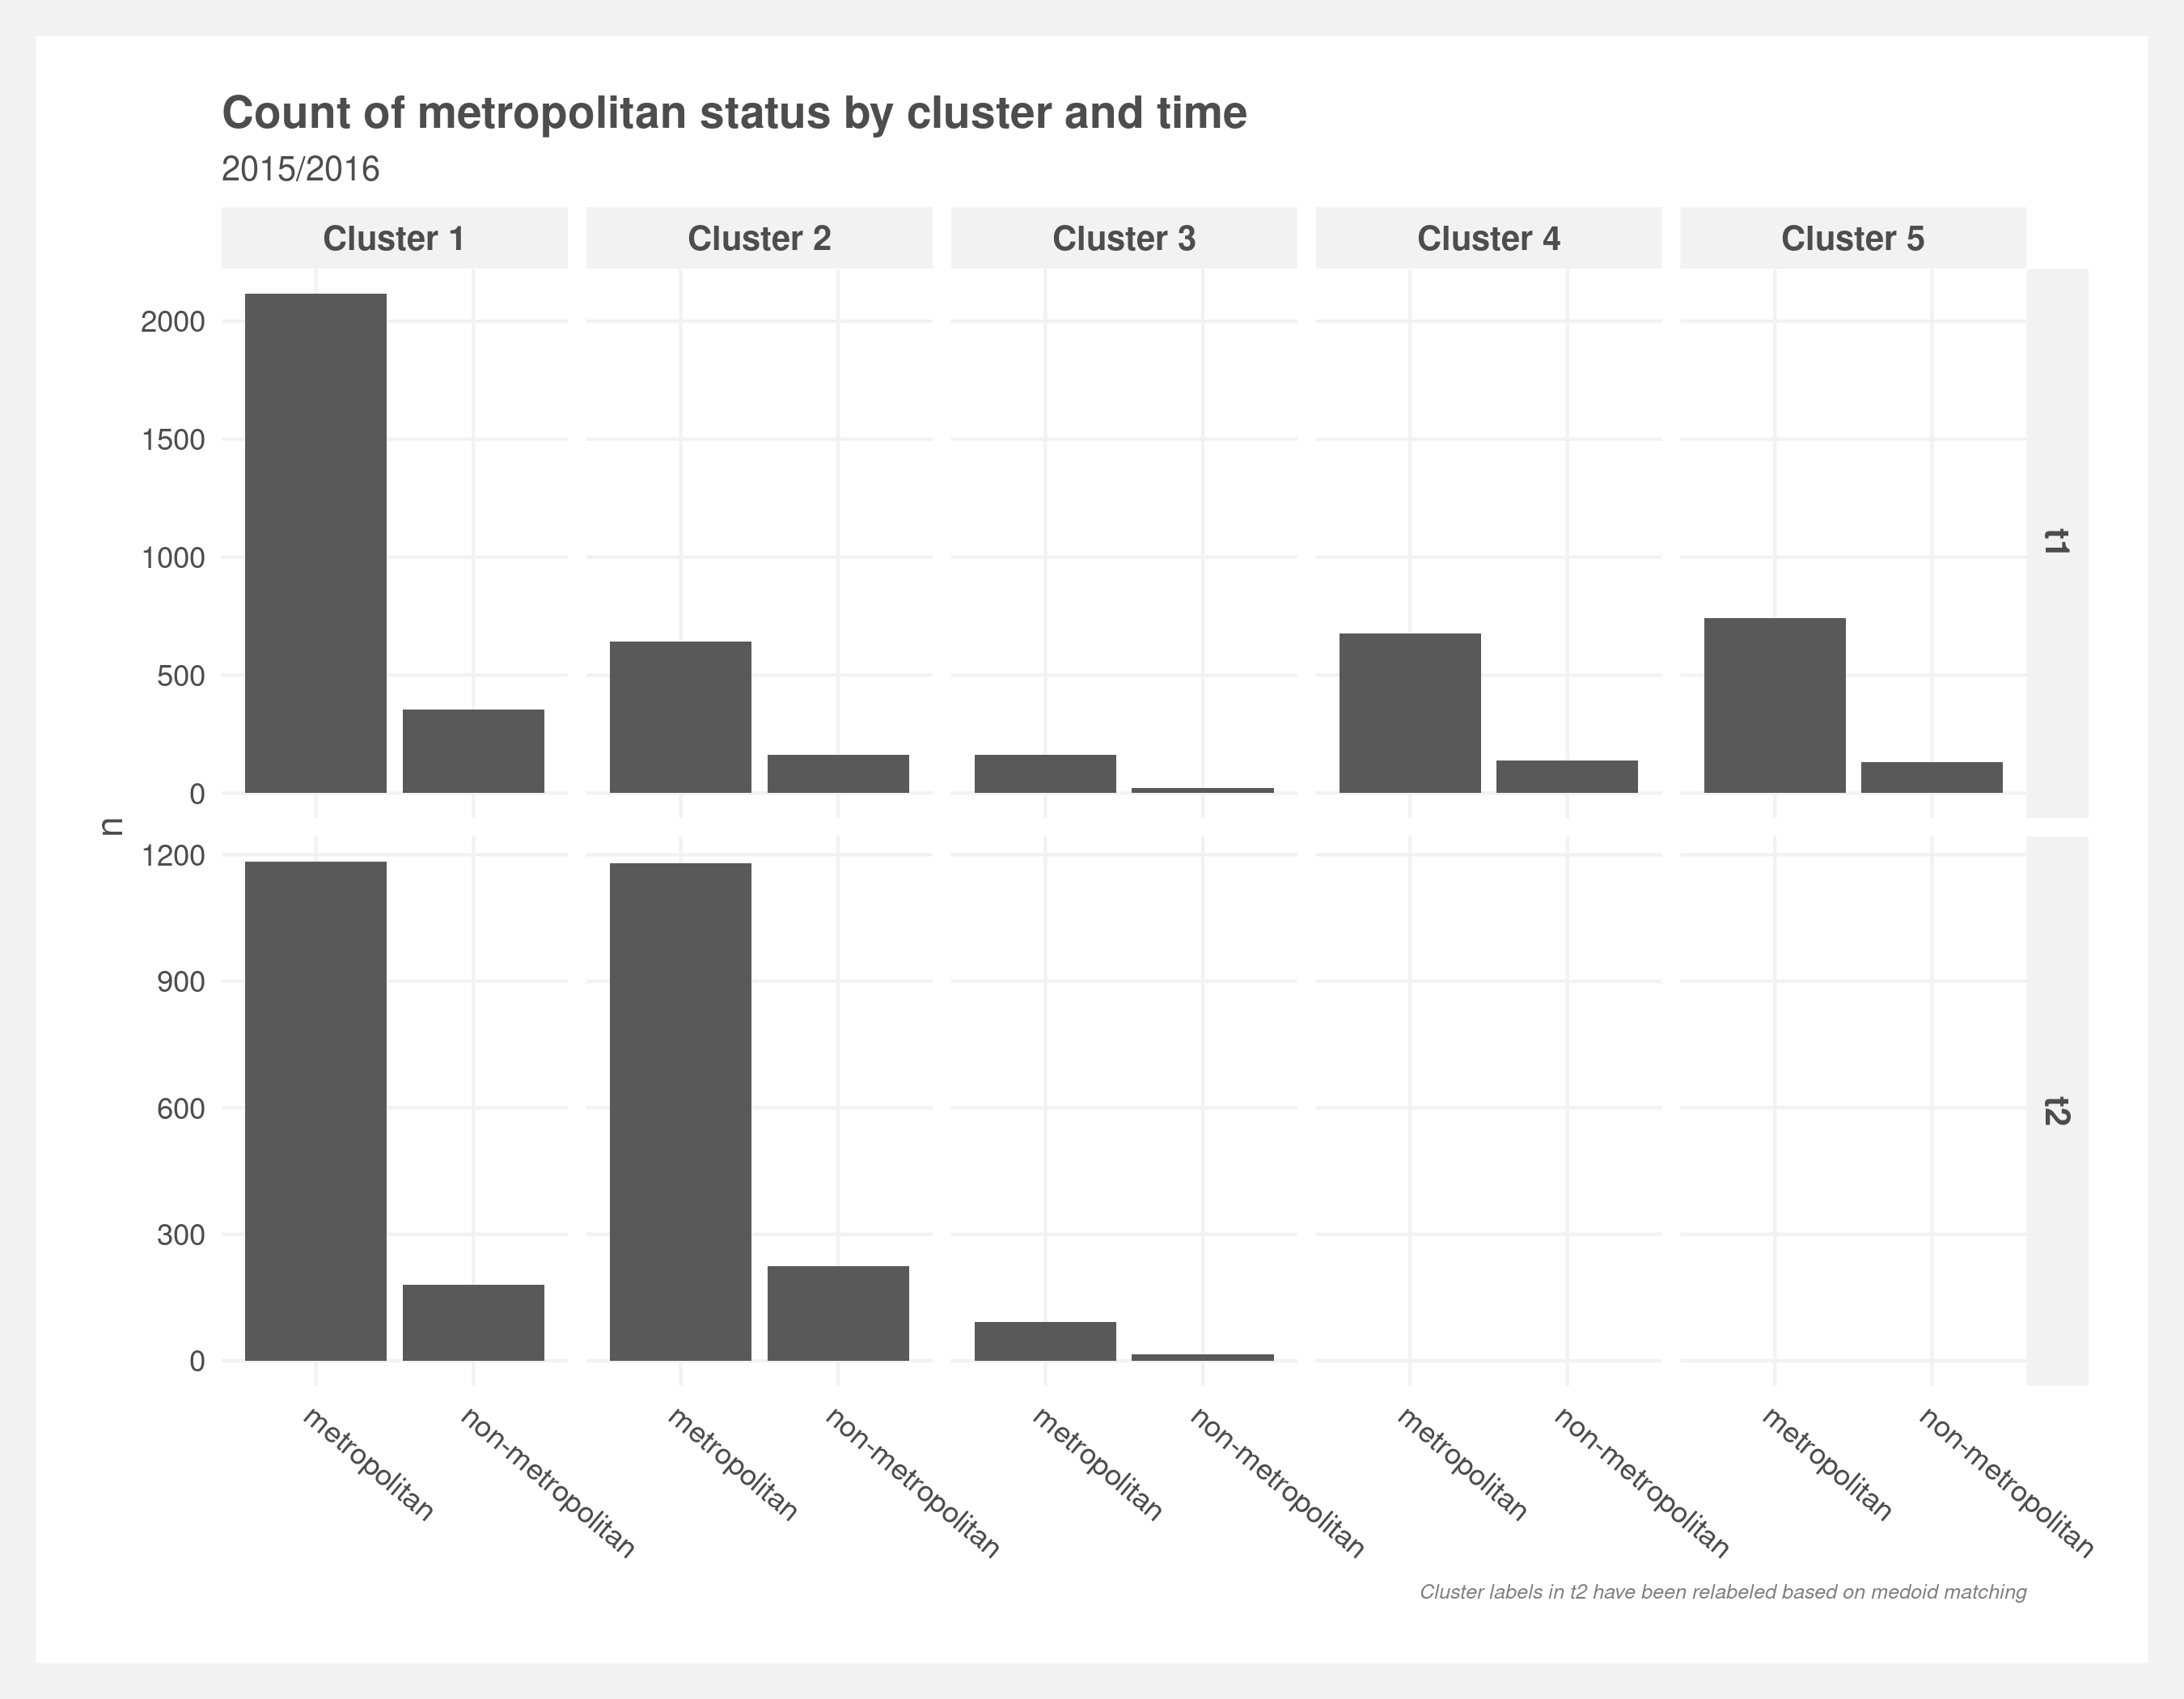 Count of metropolitan status by cluster and time
2015/2016
Cluster 1 Cluster 2 Cluster 3 Cluster 4 Cluster 5
2000
1500
1000
500
0
t1
n
1200
900
600
300
0
t2
metropolitan non-metropolitan metropolitan non-metropolitan metropolitan non-metropolitan metropolitan non-metropolitan metropolitan non-metropolitan
Cluster labels in t2 have been relabeled based on medoid matching